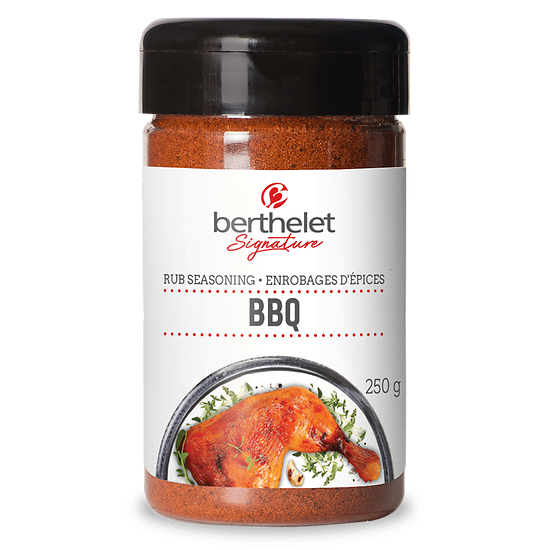 berthelet
Signature
RUB SEASONING • ENROBAGES D'ÉPICES
BBQ
250 g